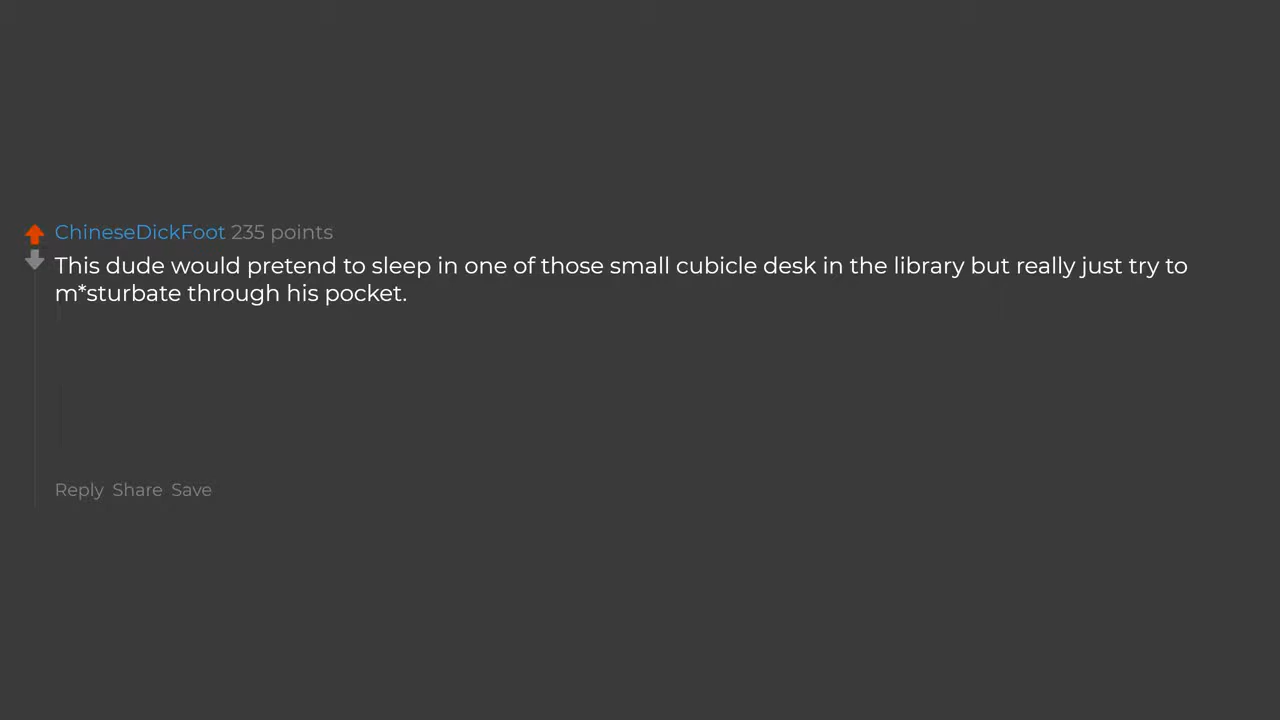 ChineseDickFoot 235 points
This dude would pretend to sleep in one of those small cubicle desk in the library but really just try to
m*sturbate through his pocket.
Reply Share Save